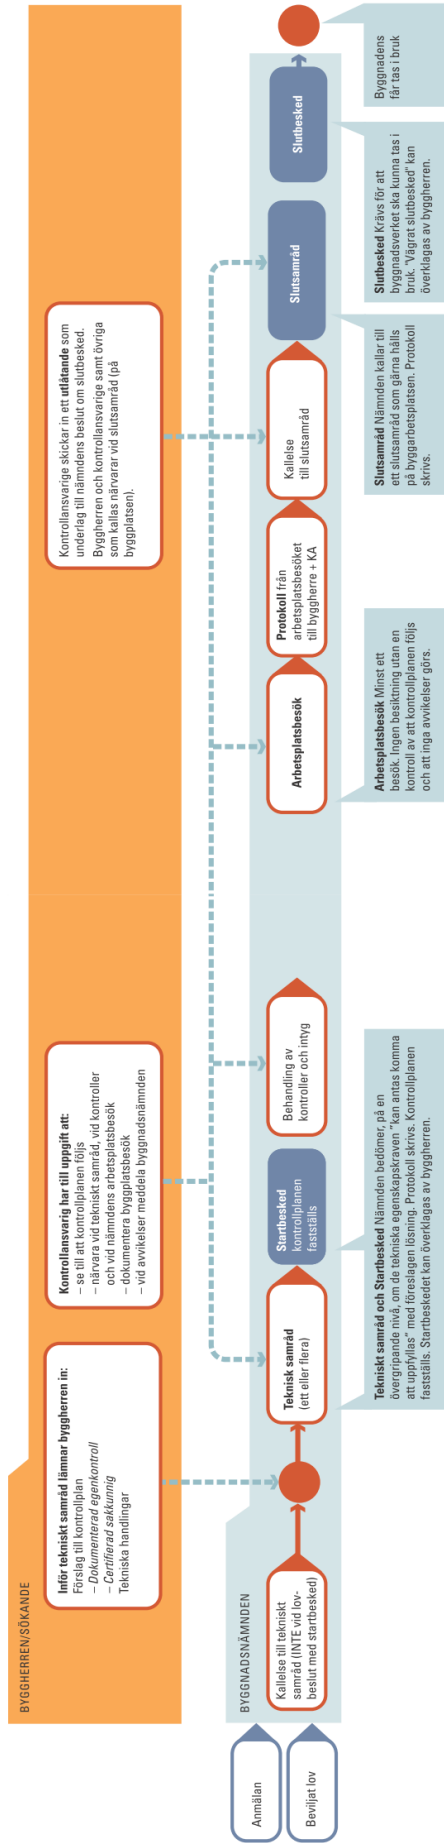 BYGGHERREN/SÖKANDE
Inför tekniskt samråd lämnar byggherren in:
Förslag till kontrollplan
– Dokumenterad egenkontroll
– Certifierad sakkunnig
Tekniska handlingar
Kontrollansvarig har till uppgift att:
– se till att kontrollplanen följs
– närvara vid tekniskt samråd, vid kontroller
och vid nämndens arbetsplatsbesök
– dokumentera byggplatsbesök
– vid avvikelser meddela byggnadsnämnden
Kontrollansvarige skickar in ett utlåtande som
underlag till nämndens beslut om slutbesked.
Byggherren och kontrollansvarige samt övriga
som kallas närvarar vid slutsamråd (på
byggplatsen).
Anmälan
Beviljat lov
BYGGNADSNÄMNDEN
Kallelse till tekniskt
samråd (INTE vid lov-
beslut med startbesked)
Teknisk samråd
(ett eller flera)
Startbesked
kontrollplanen
fastställs
Behandling av
kontroller och intyg
Arbetsplatsbesök
Protokoll från
arbetsplatsbesöket
till byggherre + KA
Kallelse
till slutsamråd
Slutsamråd
Slutbesked
Tekniskt samråd och Startbesked Nämnden bedömer, på en
övergripande nivå, om de tekniska egenskapskraven ”kan antas komma
att uppfyllas” med föreslagen lösning. Protokoll skrivs. Kontrollplanen
fastställs. Startbeskedet kan överklagas av byggherren.
Arbetsplatsbesök Minst ett
besök. Ingen besiktning utan en
kontroll av att kontrollplanen följs
och att inga avvikelser görs.
Slutsamråd Nämnden kallar till
ett slutsamråd som gärna hålls
på byggarbetsplatsen. Protokoll
skrivs.
Slutbesked Krävs för att
byggnadsverket ska kunna tas i
bruk. ”Vägrat slutbesked” kan
överklagas av byggherren.
Byggnadens
får tas i bruk